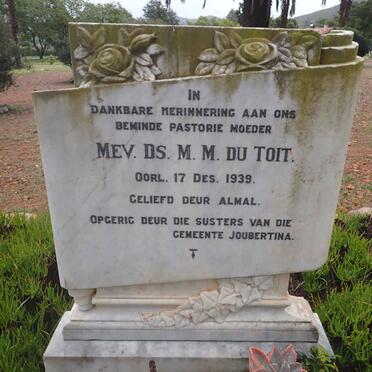 IN
DANKBARE HERINNERING AAN ONS
BEMINDE PASTORIE MOEDER
MEV. DS. M. M. DU TOIT.
OORL. 17 DES. 1939.
GELIEFD DEUR ALMAL.
OPGERIG DEUR DIE SUSTERS VAN DIE
GEMEENTE JOUBERTINA.